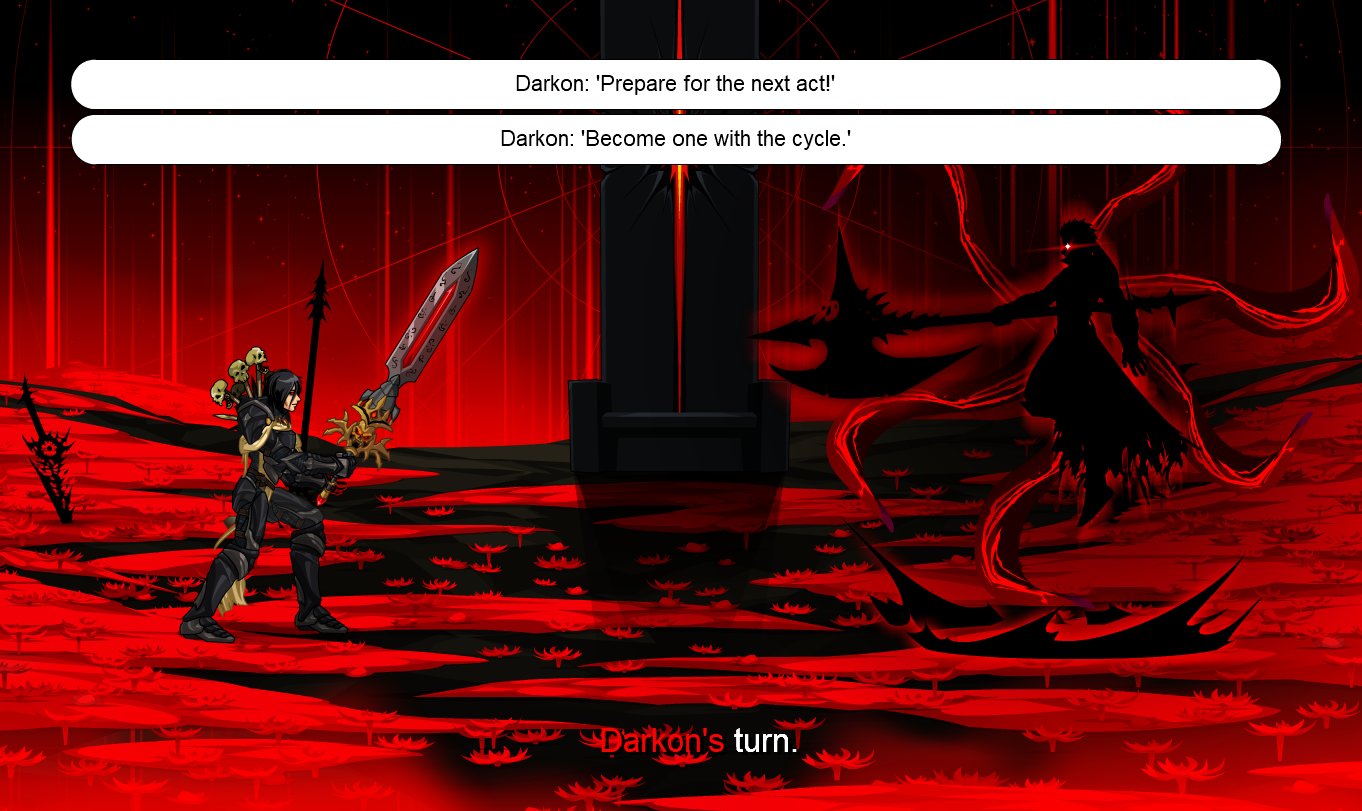 Darkon: 'Prepare for the next act!'
Darkon: 'Become one with the cycle.'
Darkon's turn.